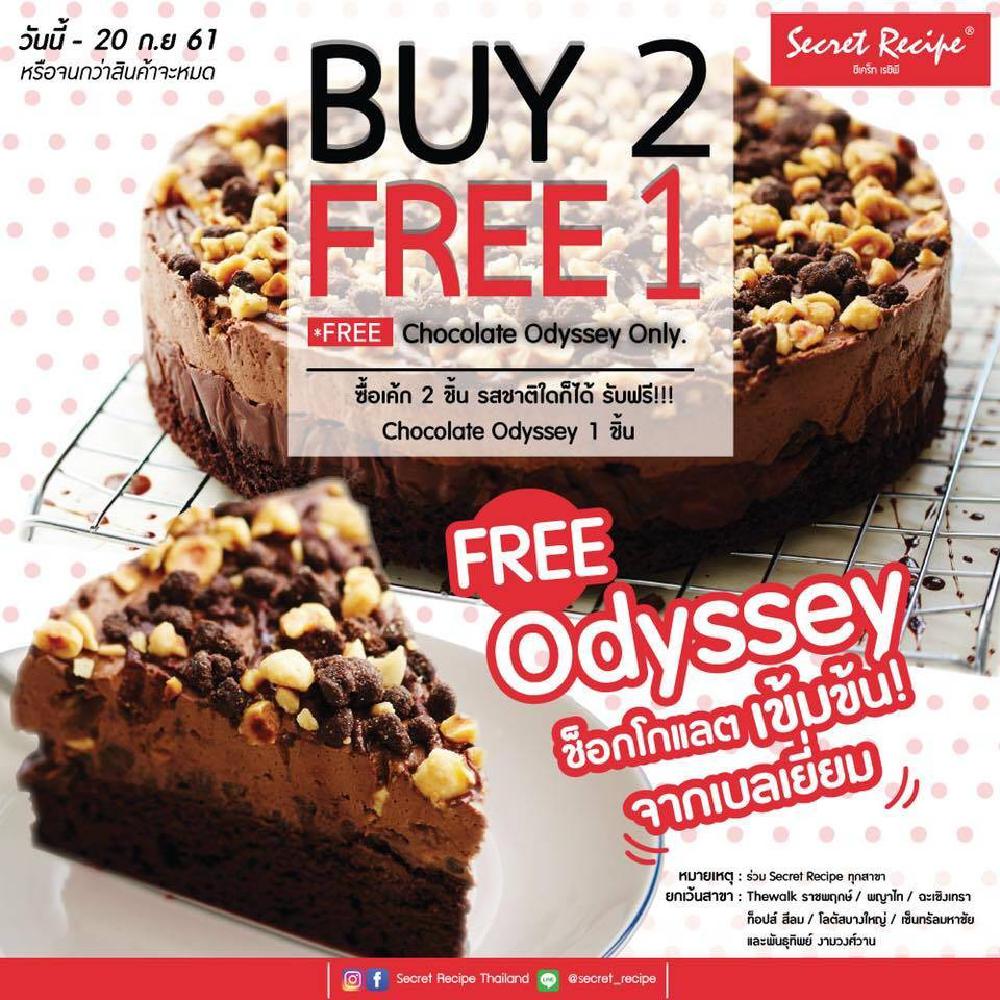 วันนี้ - 20 ก.ย 61
หรือจนกว่าสินค้าจะหมด
Secret Recipe®
ซีเคร็ท เรซิพี
BUY 2
FREE 1
*FREE Chocolate Odyssey Only.
ซื้อเค้ก 2 ชิ้น รสชาติใดก็ได้ รับฟรี!!!
Chocolate Odyssey 1 ชิ้น
FREE
Odyssey
ช็อกโกแลต เข้มข้น!
จากเบลเยี่ยม
หมายเหตุ : ร่วม Secret Recipe ทุกสาขา
ยกเว้นสาขา : Thewalk ราชพฤกษ์ / พญาไท / ฉะเชิงเทรา
ท็อปส์ สีลม / โลตัสบางใหญ่ / เซ็นทรัลมหาชัย
และพันธุ์ทิพย์ งามวงศ์วาน
Secret Recipe Thailand LINE @secret_recipe